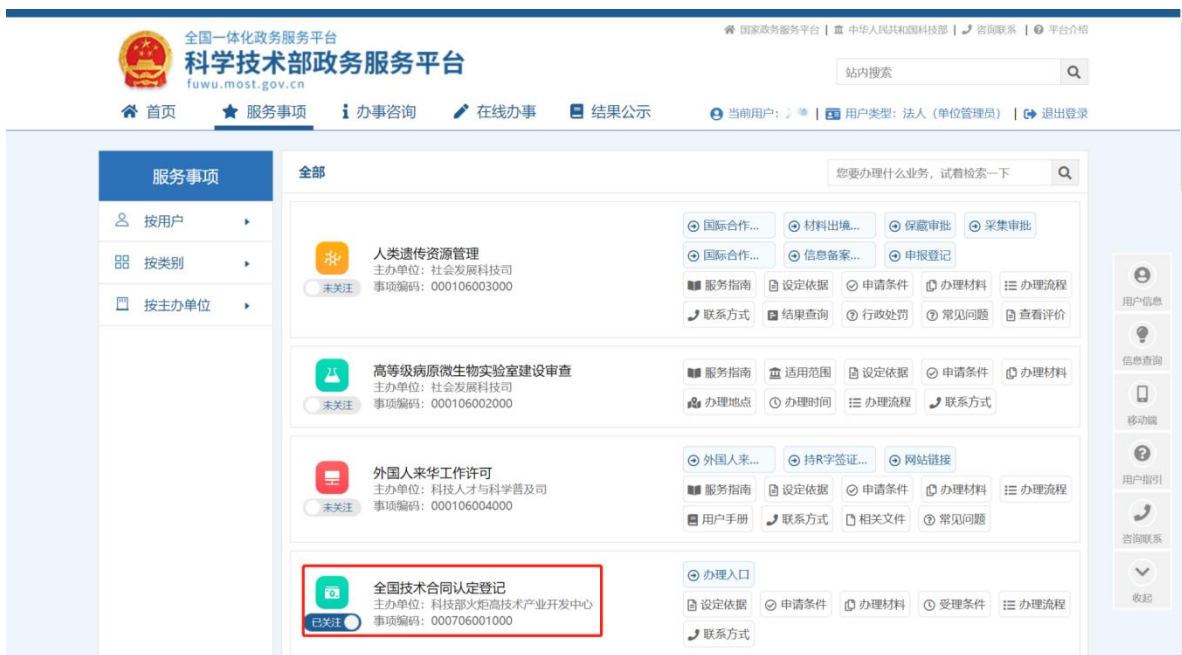 国家政务服务平台 | 中华人民共和国科技部 | 咨询联系 | 平台介绍
全国一体化政务服务平台
科学技术部政务服务平台
fuwu.most.gov.cn
站内搜索
首页 服务事项 办事咨询 在线办事 结果公示
当前用户： | 用户类型：法人（单位管理员） | 退出登录
服务事项
按用户
按类别
按主办单位
全部
您要办理什么业务，试着检索一下
人类遗传资源管理
主办单位：社会发展科技司
未关注 事项编码：000106003000
国际合作... 材料出境... 保藏审批 采集审批
国际合作... 信息备案... 申报登记
服务指南 设定依据 申请条件 办理材料 办理流程
联系方式 结果查询 行政处罚 常见问题 查看评价
高等级病原微生物实验室建设审查
主办单位：社会发展科技司
未关注 事项编码：000106002000
服务指南 适用范围 设定依据 申请条件 办理材料
办理地点 办理时间 办理流程 联系方式
外国人来华工作许可
主办单位：科技人才与科学普及司
未关注 事项编码：000106004000
外国人来... 持R字签证... 网站链接
服务指南 设定依据 申请条件 办理材料 办理流程
用户手册 联系方式 相关文件 常见问题
全国技术合同认定登记
主办单位：科技部火炬高技术产业开发中心
已关注 事项编码：000706001000
办理入口
设定依据 申请条件 办理材料 受理条件 办理流程
联系方式
用户信息
信息查询
移动端
用户指引
咨询联系
收起